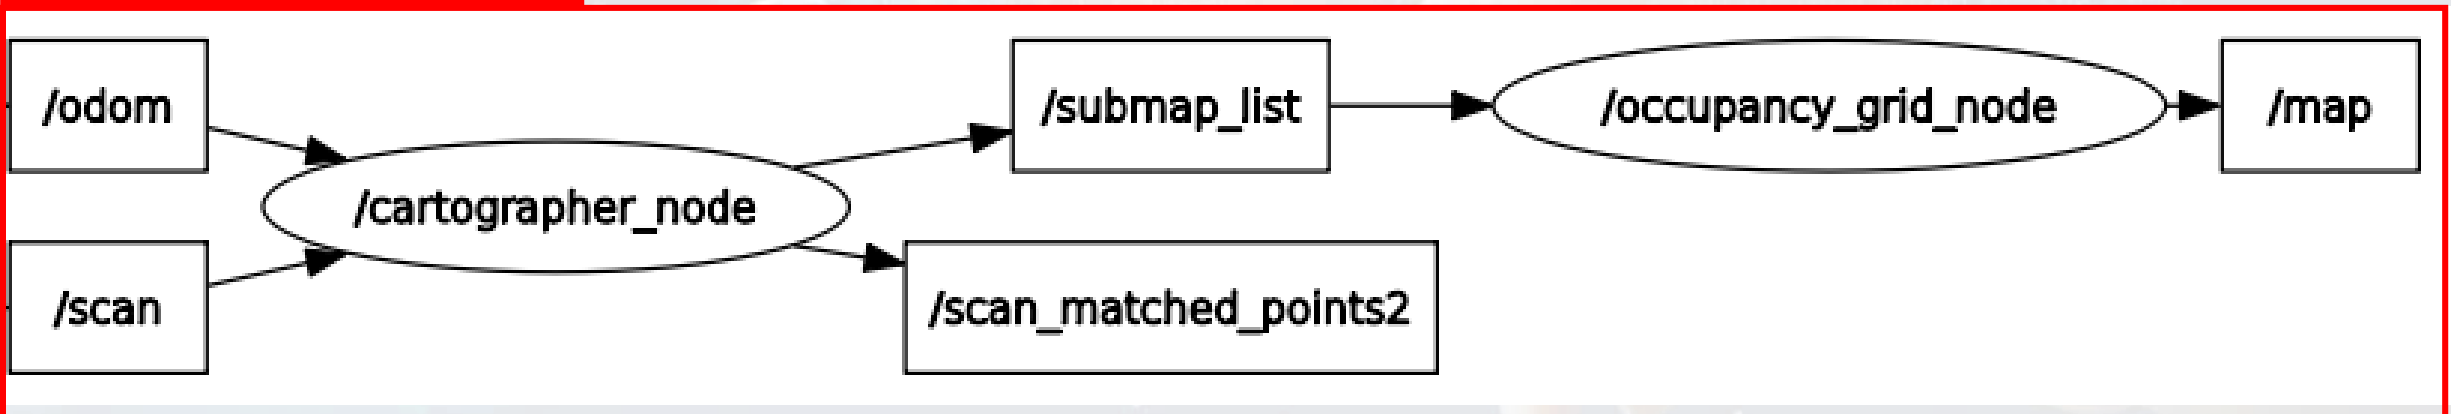 /odom
/submap_list
/occupancy_grid_node
/map
/cartographer_node
/scan
/scan_matched_points2